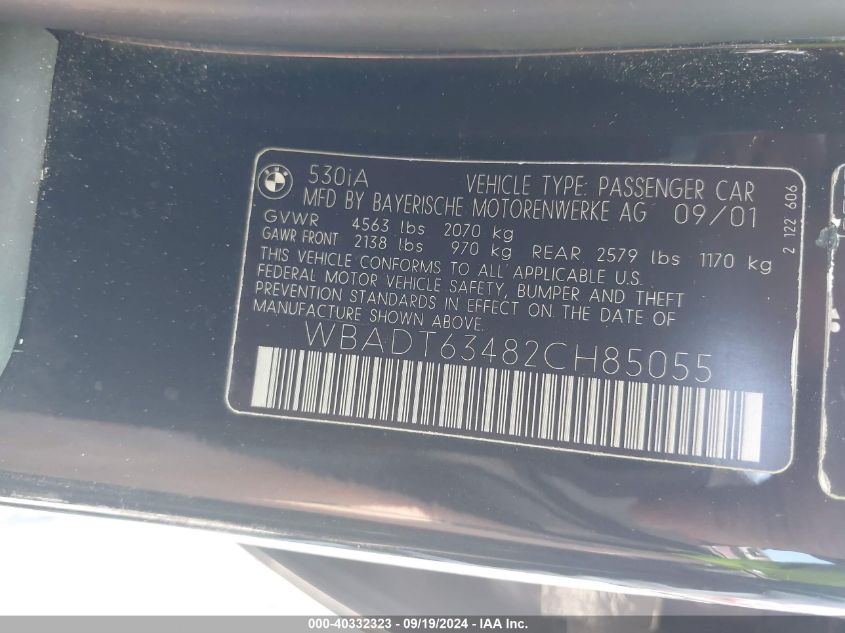 530iA VEHICLE TYPE: PASSENGER CAR
MFD BY BAYERISCHE MOTORENWERKE AG 09/01
GVWR 4563 lbs 2070 kg
GAWR FRONT 2138 lbs 970 kg REAR 2579 lbs 1170 kg
THIS VEHICLE CONFORMS TO ALL APPLICABLE U.S.
FEDERAL MOTOR VEHICLE SAFETY, BUMPER AND THEFT
PREVENTION STANDARDS IN EFFECT ON THE DATE OF
MANUFACTURE SHOWN ABOVE.
WBADT63482CH85055
2 122 606
000-40332323 - 09/19/2024 - IAA Inc.